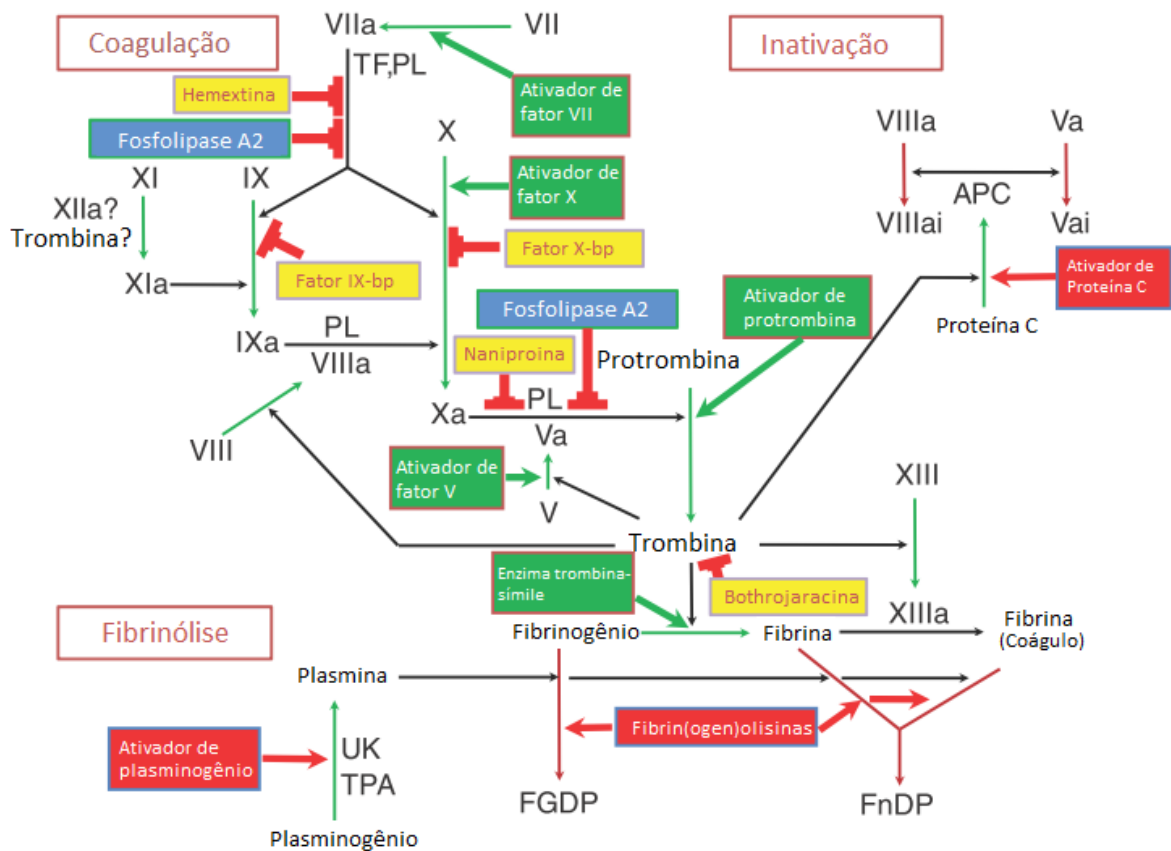 Coagulação
VIIa
VII
Inativação
TF,PL
Hemextina
Ativador de
fator VII
Fosfolipase A2
X
VIIIa
Va
XI
IX
Ativador de
fator X
APC
XIIa?
Trombina?
VIIIai
Vai
Fator X-bp
XIa
Fator IX-bp
Ativador de
Proteína C
Ativador de
protrombina
Fosfolipase A2
Proteína C
IXa
PL
VIIIa
Naniproina
Protrombina
Xa
PL
Va
VIII
Ativador de
fator V
V
XIII
Trombina
Enzima trombina-
símile
Bothrojaracina
XIIIa
Fibrinólise
Fibrinogênio
Fibrina
Fibrina
(Coágulo)
Plasmina
Ativador de
plasminogênio
UK
TPA
Fibrin(ogen)olisinas
FGDP
FnDP
Plasminogênio